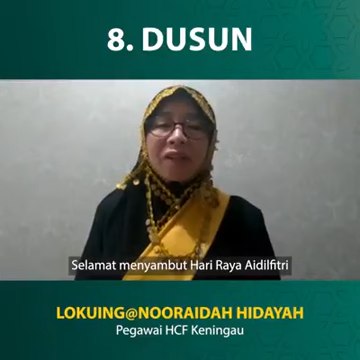 8. DUSUN
Selamat menyambut Hari Raya Aidilfitri
LOKUING@NOORAIDAH HIDAYAH
Pegawai HCF Keningau